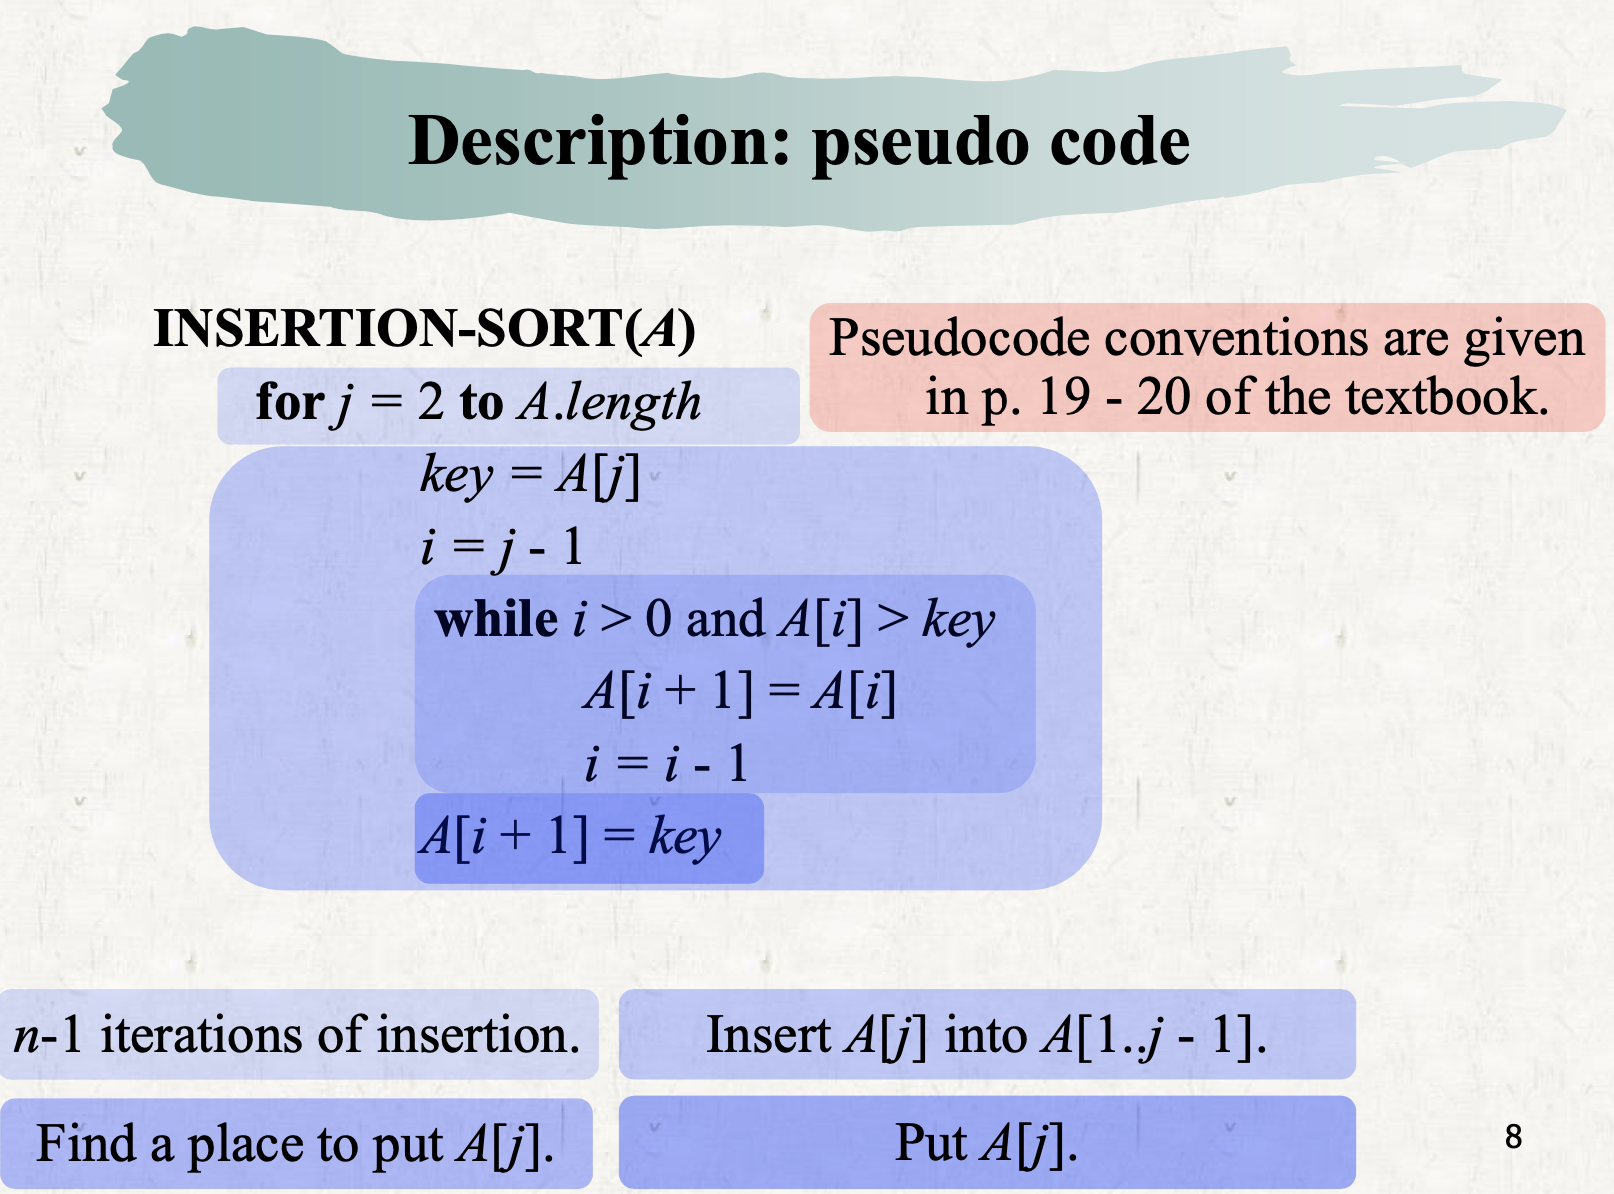 Description: pseudo code
INSERTION-SORT(A)
for j = 2 to A.length
key = A[j]
i = j - 1
while i > 0 and A[i] > key
A[i + 1] = A[i]
i = i - 1
A[i + 1] = key
Pseudocode conventions are given
in p. 19 - 20 of the textbook.
n-1 iterations of insertion.
Insert A[j] into A[1..j - 1].
Find a place to put A[j].
Put A[j].
8